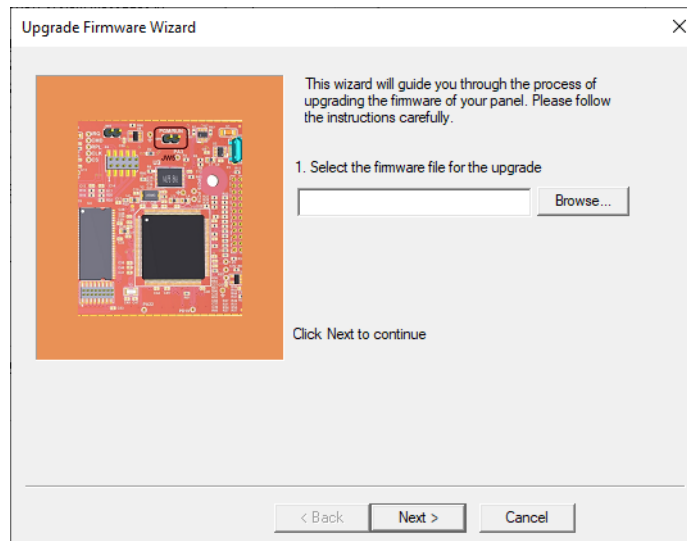 Upgrade Firmware Wizard
This wizard will guide you through the process of
upgrading the firmware of your panel. Please follow
the instructions carefully.
1. Select the firmware file for the upgrade
Browse...
Click Next to continue
< Back
Next >
Cancel